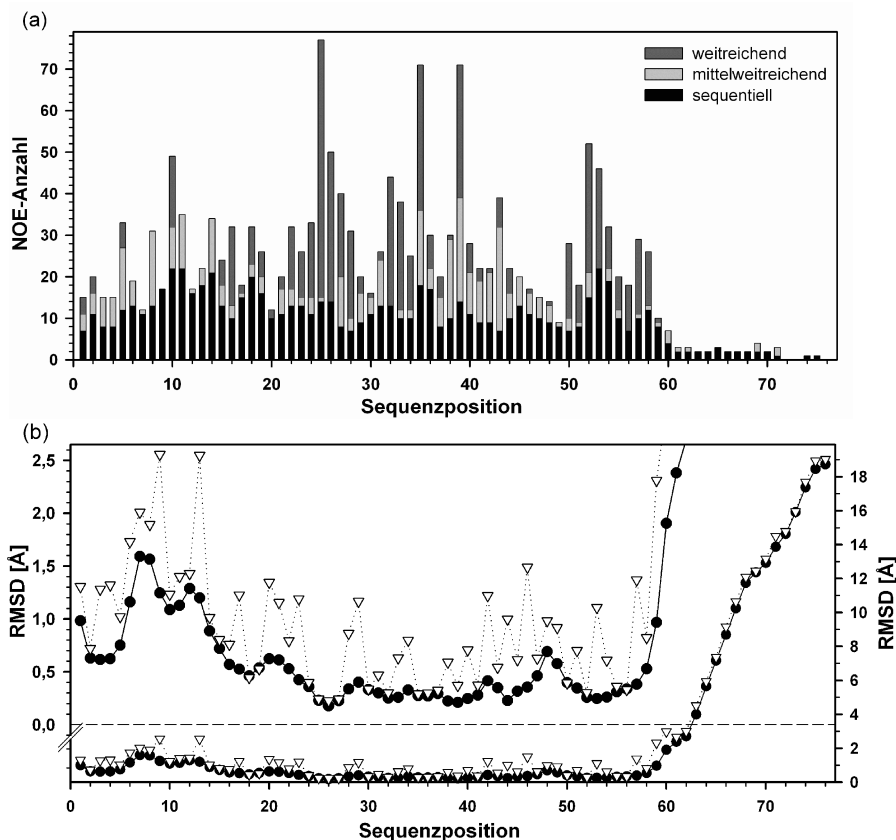 (a)
NOE-Anzahl
70
60
50
40
30
20
10
0
weitreichend
mittelweitreichend
sequentiell
0 10 20 30 40 50 60 70
Sequenzposition
(b)
RMSD [Å]
2,5
2,0
1,5
1,0
0,5
0,0
18
16
14
12
10
8
6
4
2
0
RMSD [Å]
0 10 20 30 40 50 60 70
Sequenzposition